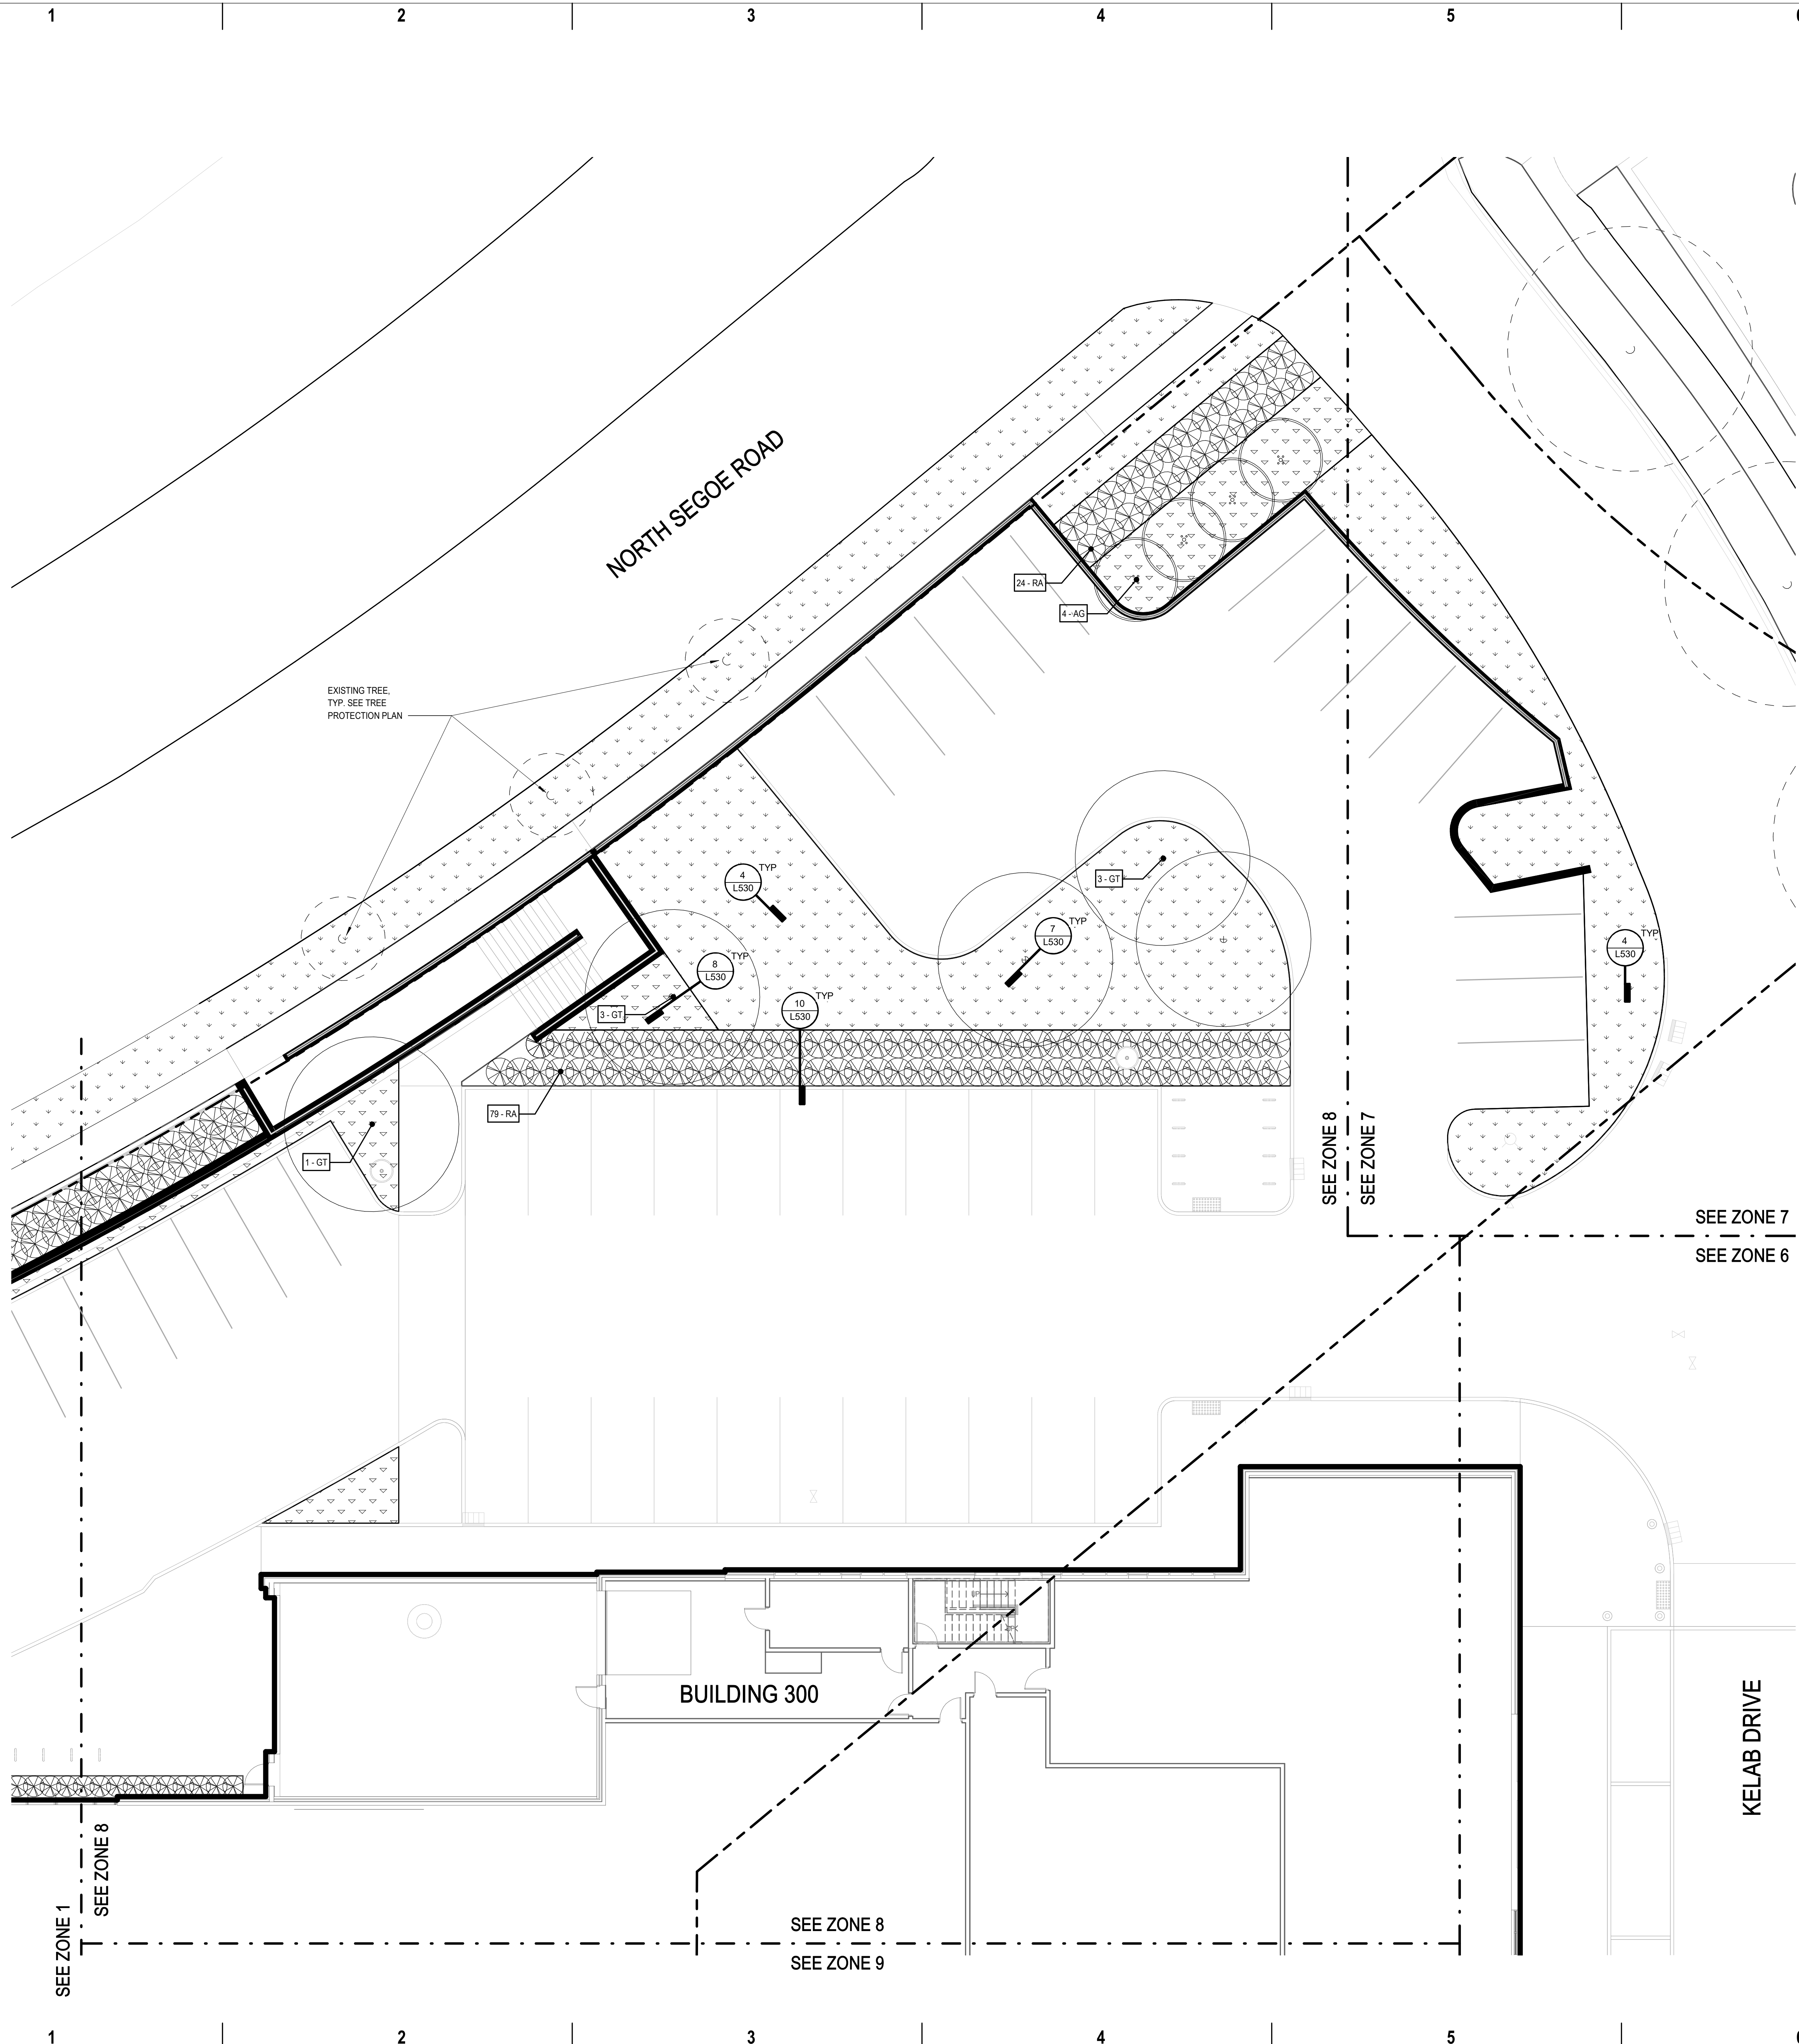 1
2
3
4
5
NORTH SEGOE ROAD
24 - RA
4 - AG
EXISTING TREE,
TYP. SEE TREE
PROTECTION PLAN
4
L530
TYP
3 - GT
7
L530
TYP
4
L530
TYP
8
L530
TYP
10
L530
TYP
3 - GT
79 - RA
1 - GT
SEE ZONE 8
SEE ZONE 7
SEE ZONE 7
SEE ZONE 6
UP
BUILDING 300
KELAB DRIVE
SEE ZONE 1
SEE ZONE 8
SEE ZONE 8
SEE ZONE 9
1
2
3
4
5